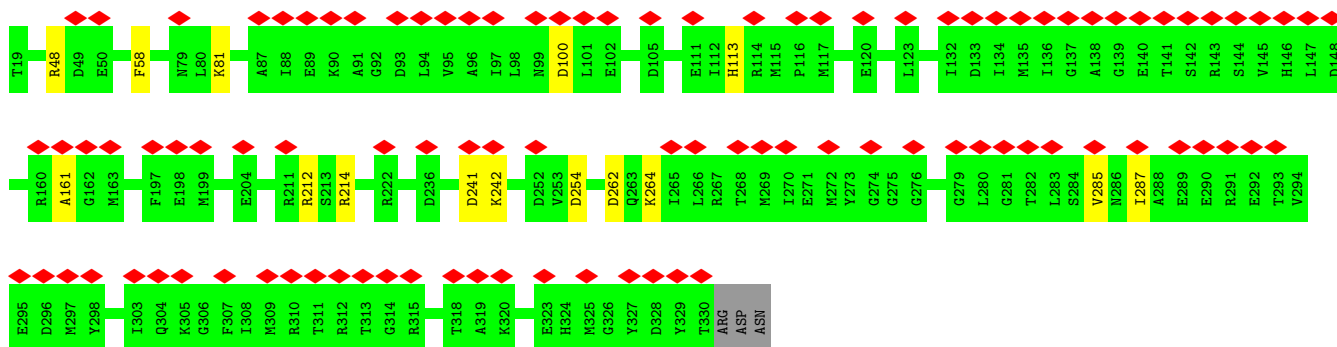 T19 R48 D49 E50 F58 N79 L80 K81 A87 I88 E89 K90 A91 G92 D93 L94 V95 A96 I97 L98 N99 D100 L101 E102 D105 E111 I112 H113 R114 M115 P116 M117 E120 L123 I132 D133 I134 M135 I136 G137 A138 G139 E140 T141 S142 R143 S144 V145 H146 L147 D148
R160 A161 G162 M163 F197 E198 M199 E204 R211 R212 S213 R214 R222 D236 D241 K242 D252 V253 D254 D262 Q263 K264 I265 L266 R267 T268 M269 I270 E271 M272 Y273 G274 G275 G276 G279 L280 G281 T282 L283 S284 V285 N286 I287 A288 E289 E290 R291 E292 T293 V294
E295 D296 M297 Y298 I303 Q304 K305 G306 F307 I308 M309 R310 T311 R312 T313 G314 R315 T318 A319 K320 E323 H324 M325 G326 Y327 D328 Y329 T330 ARG ASP ASN